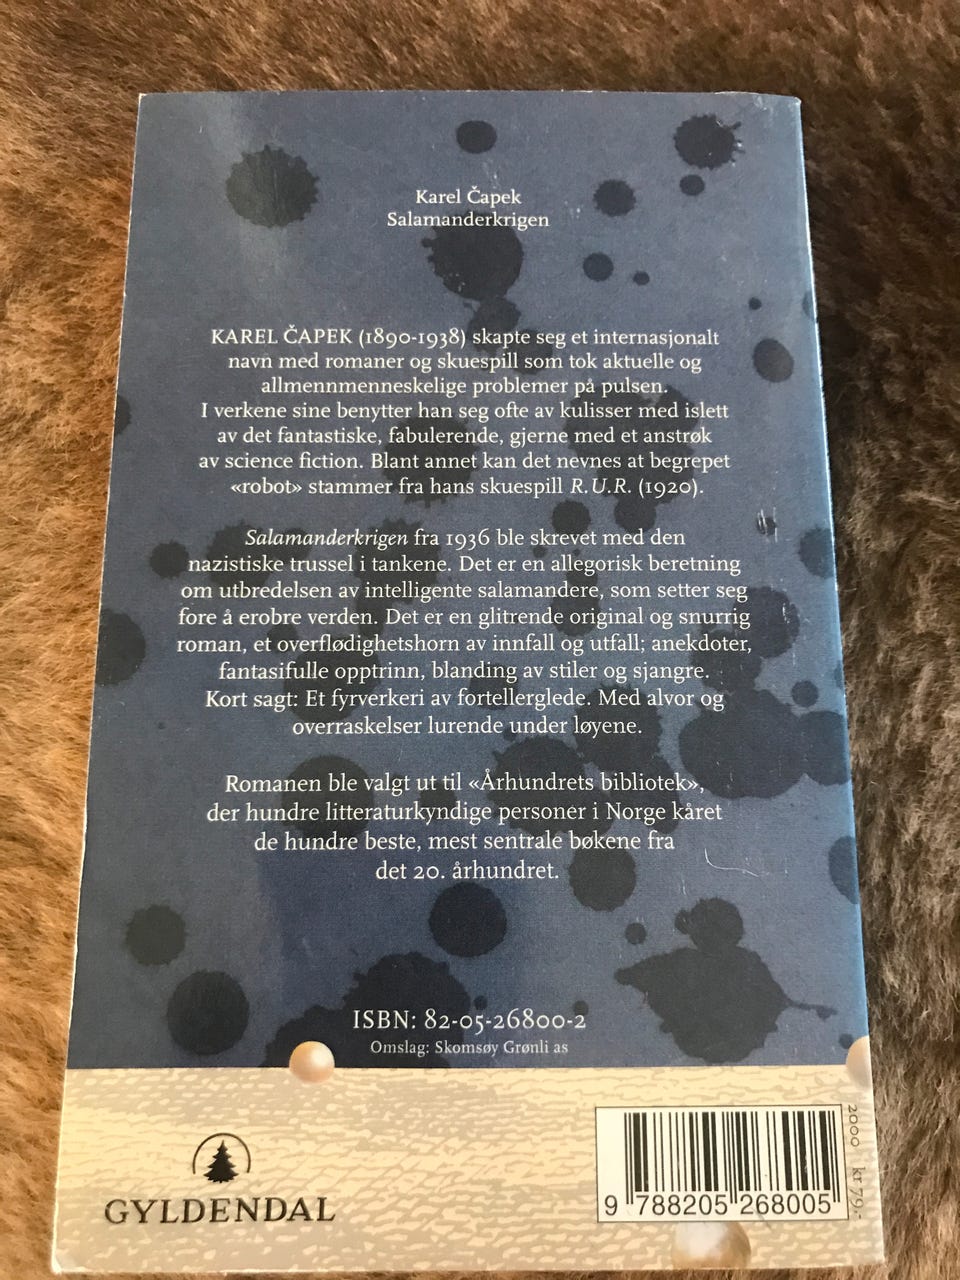 Karel Čapek
Salamanderkrigen
KAREL ČAPEK (1890-1938) skapte seg et internasjonalt
navn med romaner og skuespill som tok aktuelle og
allmennmenneskelige problemer på pulsen.
I verkene sine benytter han seg ofte av kulisser med islett
av det fantastiske, fabulerende, gjerne med et anstrøk
av science fiction. Blant annet kan det nevnes at begrepet
«robot» stammer fra hans skuespill R.U.R. (1920).
Salamanderkrigen fra 1936 ble skrevet med den
nazistiske trussel i tankene. Det er en allegorisk beretning
om utbredelsen av intelligente salamandere, som setter seg
fore å erobre verden. Det er en glitrende original og snurrig
roman, et overflødighetshorn av innfall og utfall; anekdoter,
fantasifulle opptrinn, blanding av stiler og sjangre.
Kort sagt: Et fyrverkeri av fortellerglede. Med alvor og
overraskelser lurende under løyene.
Romanen ble valgt ut til «Århundrets bibliotek»,
der hundre litteraturkyndige personer i Norge kåret
de hundre beste, mest sentrale bøkene fra
det 20. århundret.
ISBN: 82-05-26800-2
Omslag: Skomsøy Grønli as
GYLDENDAL
9 788205 268005
2000 kr 79,-